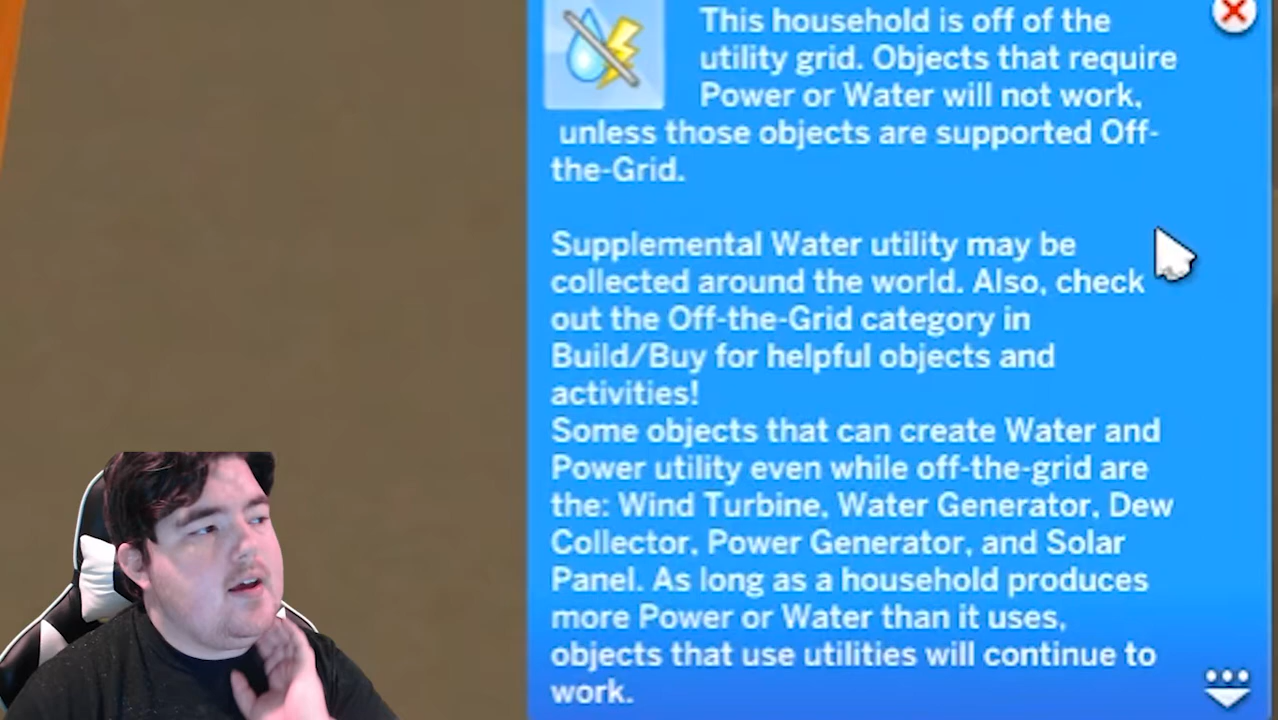 This household is off of the
utility grid. Objects that require
Power or Water will not work,
unless those objects are supported Off-
the-Grid.
Supplemental Water utility may be
collected around the world. Also, check
out the Off-the-Grid category in
Build/Buy for helpful objects and
activities!
Some objects that can create Water and
Power utility even while off-the-grid are
the: Wind Turbine, Water Generator, Dew
Collector, Power Generator, and Solar
Panel. As long as a household produces
more Power or Water than it uses,
objects that use utilities will continue to
work.